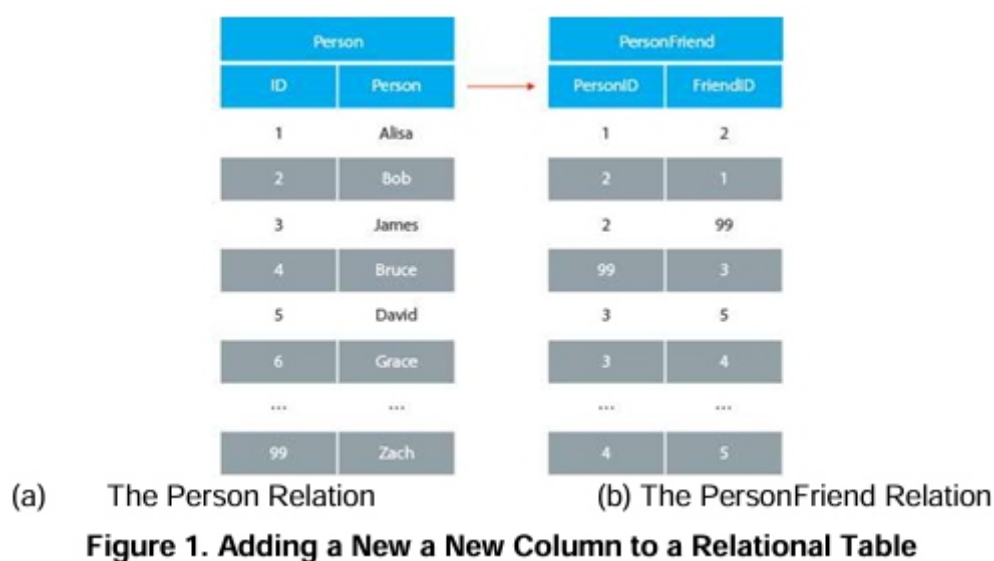 Person PersonFriend
ID Person PersonID FriendID
1 Alisa 1 2
2 Bob 2 1
3 James 2 99
4 Bruce 99 3
5 David 3 5
6 Grace 3 4
... ... ... ...
99 Zach 4 5
(a) The Person Relation (b) The PersonFriend Relation
Figure 1. Adding a New a New Column to a Relational Table